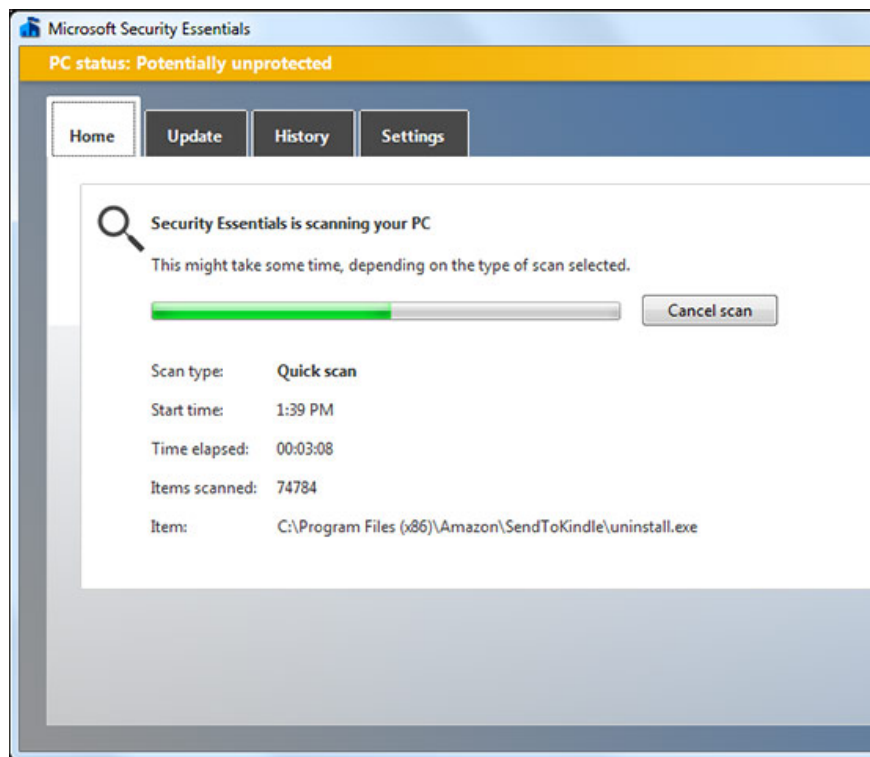 Microsoft Security Essentials
PC status: Potentially unprotected
Home Update History Settings
Security Essentials is scanning your PC
This might take some time, depending on the type of scan selected.
Cancel scan
Scan type: Quick scan
Start time: 1:39 PM
Time elapsed: 00:03:08
Items scanned: 74784
Item: C:\Program Files (x86)\Amazon\SendToKindle\uninstall.exe